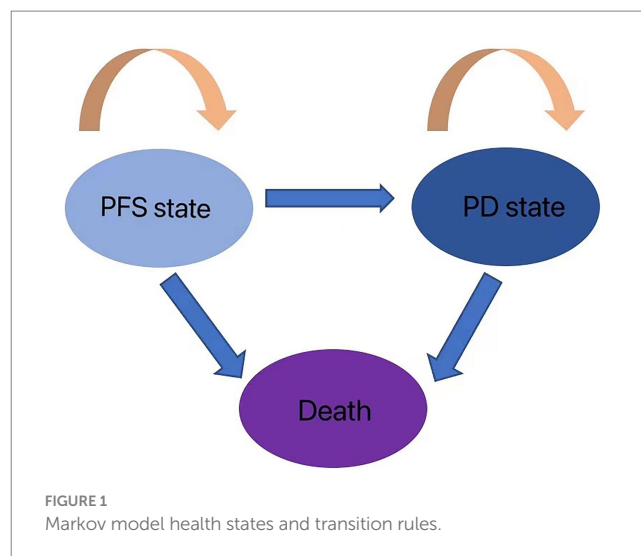 PFS state
PD state
Death
FIGURE 1
Markov model health states and transition rules.